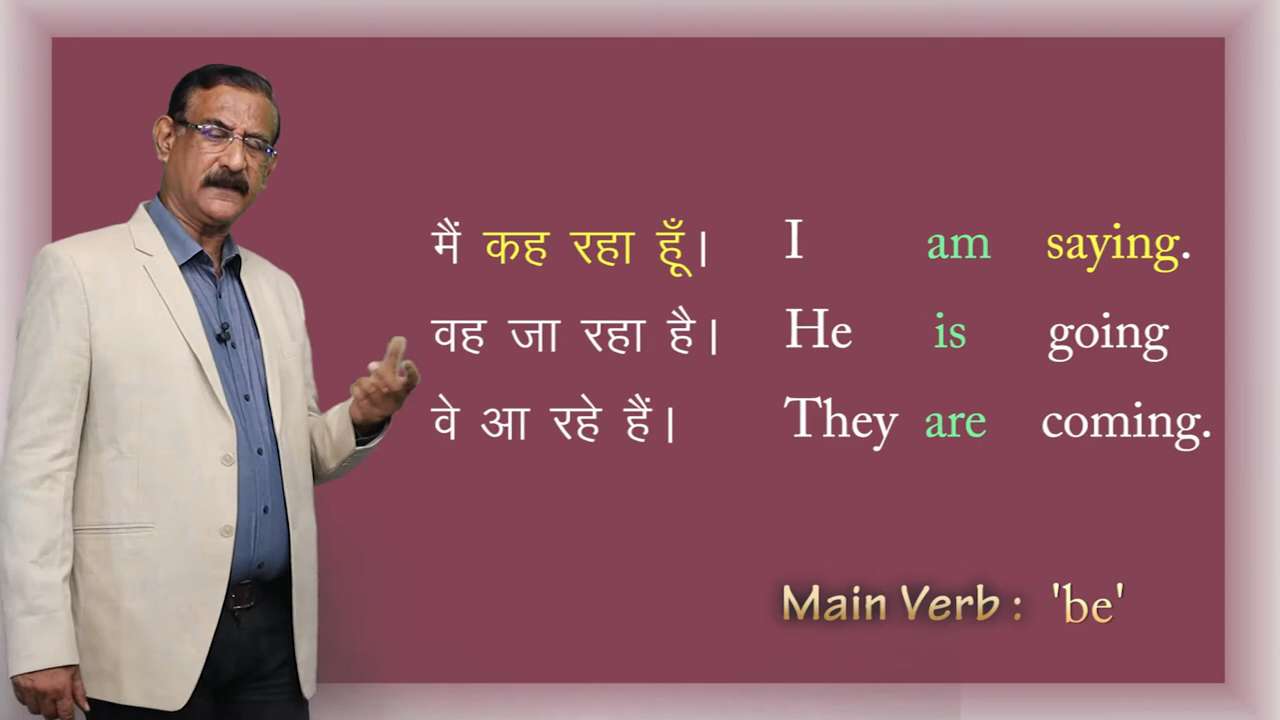 मैं कह रहा हूँ। I am saying.
वह जा रहा है। He is going
वे आ रहे हैं। They are coming.
Main Verb : 'be'